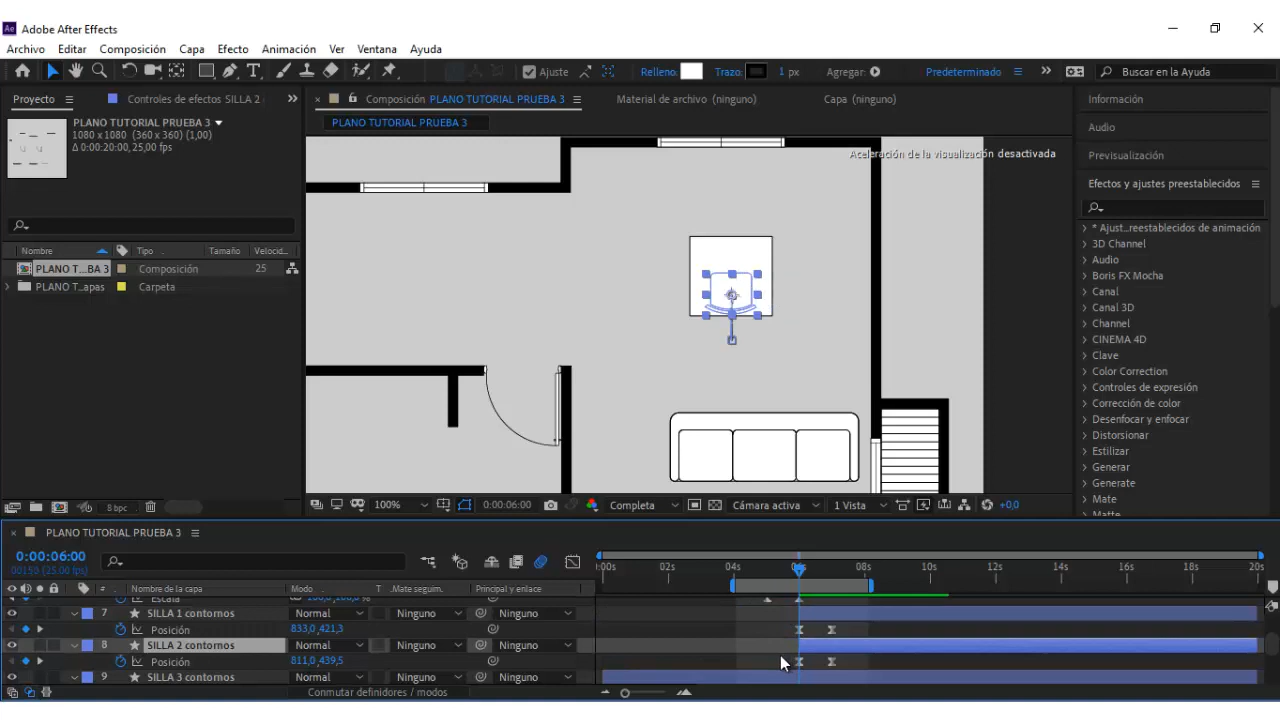 Ae Adobe After Effects
Archivo Editar Composición Capa Efecto Animación Ver Ventana Ayuda
Ajuste Relleno: Trazo: 1 px Agregar: Predeterminado Buscar en la Ayuda
Proyecto Controles de efectos SILLA 2 Composición PLANO TUTORIAL PRUEBA 3 Material de archivo (ninguno) Capa (ninguno) Información
PLANO TUTORIAL PRUEBA 3
1080 x 1080 (360 x 360) (1,00)
Δ 0:00:20:00, 25,00 fps
PLANO TUTORIAL PRUEBA 3
Aceleración de la visualización desactivada
Nombre Tipo Tamaño Velocid...
PLANO T...BA 3 Composición 25
PLANO T...apas Carpeta
8 bpc
Audio
Previsualización
Efectos y ajustes preestablecidos
* Ajust...reestablecidos de animación
3D Channel
Audio
Boris FX Mocha
Canal
Canal 3D
Channel
CINEMA 4D
Clave
Color Correction
Controles de expresión
Corrección de color
Desenfocar y enfocar
Distorsionar
Estilizar
Generar
Generate
Mate
Matte
100% 0:00:06:00 Completa Cámara activa 1 Vista +0,0
PLANO TUTORIAL PRUEBA 3
0:00:06:00
00150 (25.00 fps)
:00s 02s 04s 06s 08s 10s 12s 14s 16s 18s 20s
# Nombre de la capa Modo T .Mate seguim. Principal y enlace
Escala
7 SILLA 1 contornos Normal Ninguno Ninguno
Posición 833,0,421,3
8 SILLA 2 contornos Normal Ninguno Ninguno
Posición 811,0,439,5
9 SILLA 3 contornos Normal Ninguno Ninguno
Conmutar definidores / modos